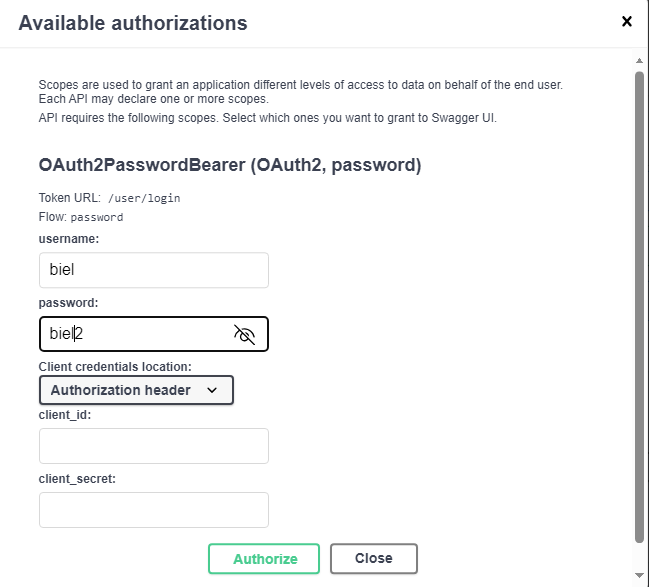 Available authorizations
Scopes are used to grant an application different levels of access to data on behalf of the end user.
Each API may declare one or more scopes.
API requires the following scopes. Select which ones you want to grant to Swagger UI.
OAuth2PasswordBearer (OAuth2, password)
Token URL: /user/login
Flow: password
username:
biel
password:
biel2
Client credentials location:
Authorization header
client_id:
client_secret:
Authorize Close